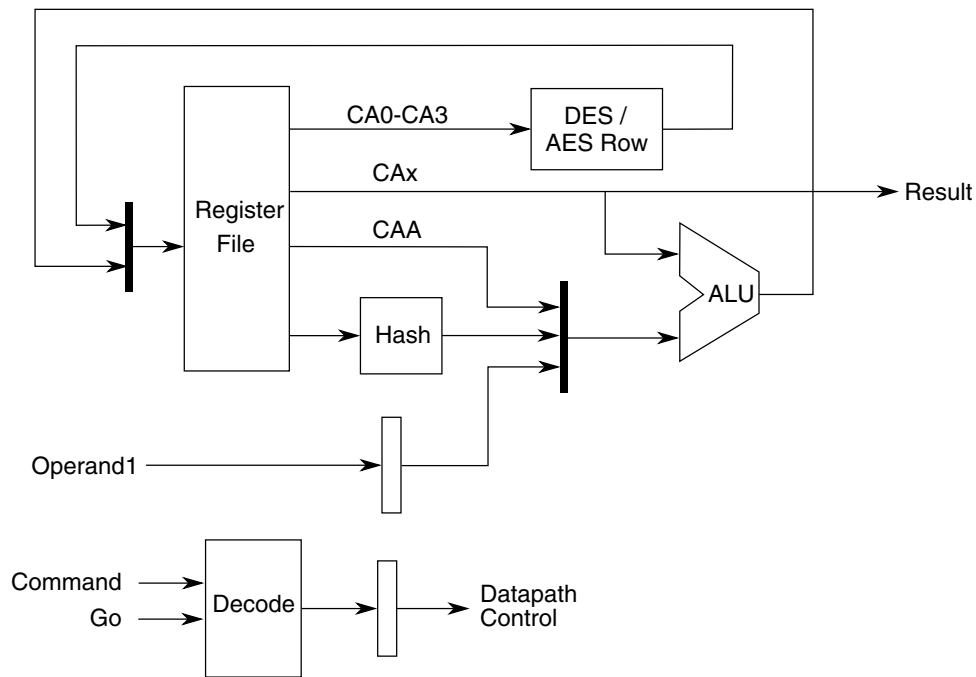 CA0-CA3
DES /
AES Row
CAx
Result
Register
File
CAA
ALU
Hash
Operand1
Command
Go
Decode
Datapath
Control